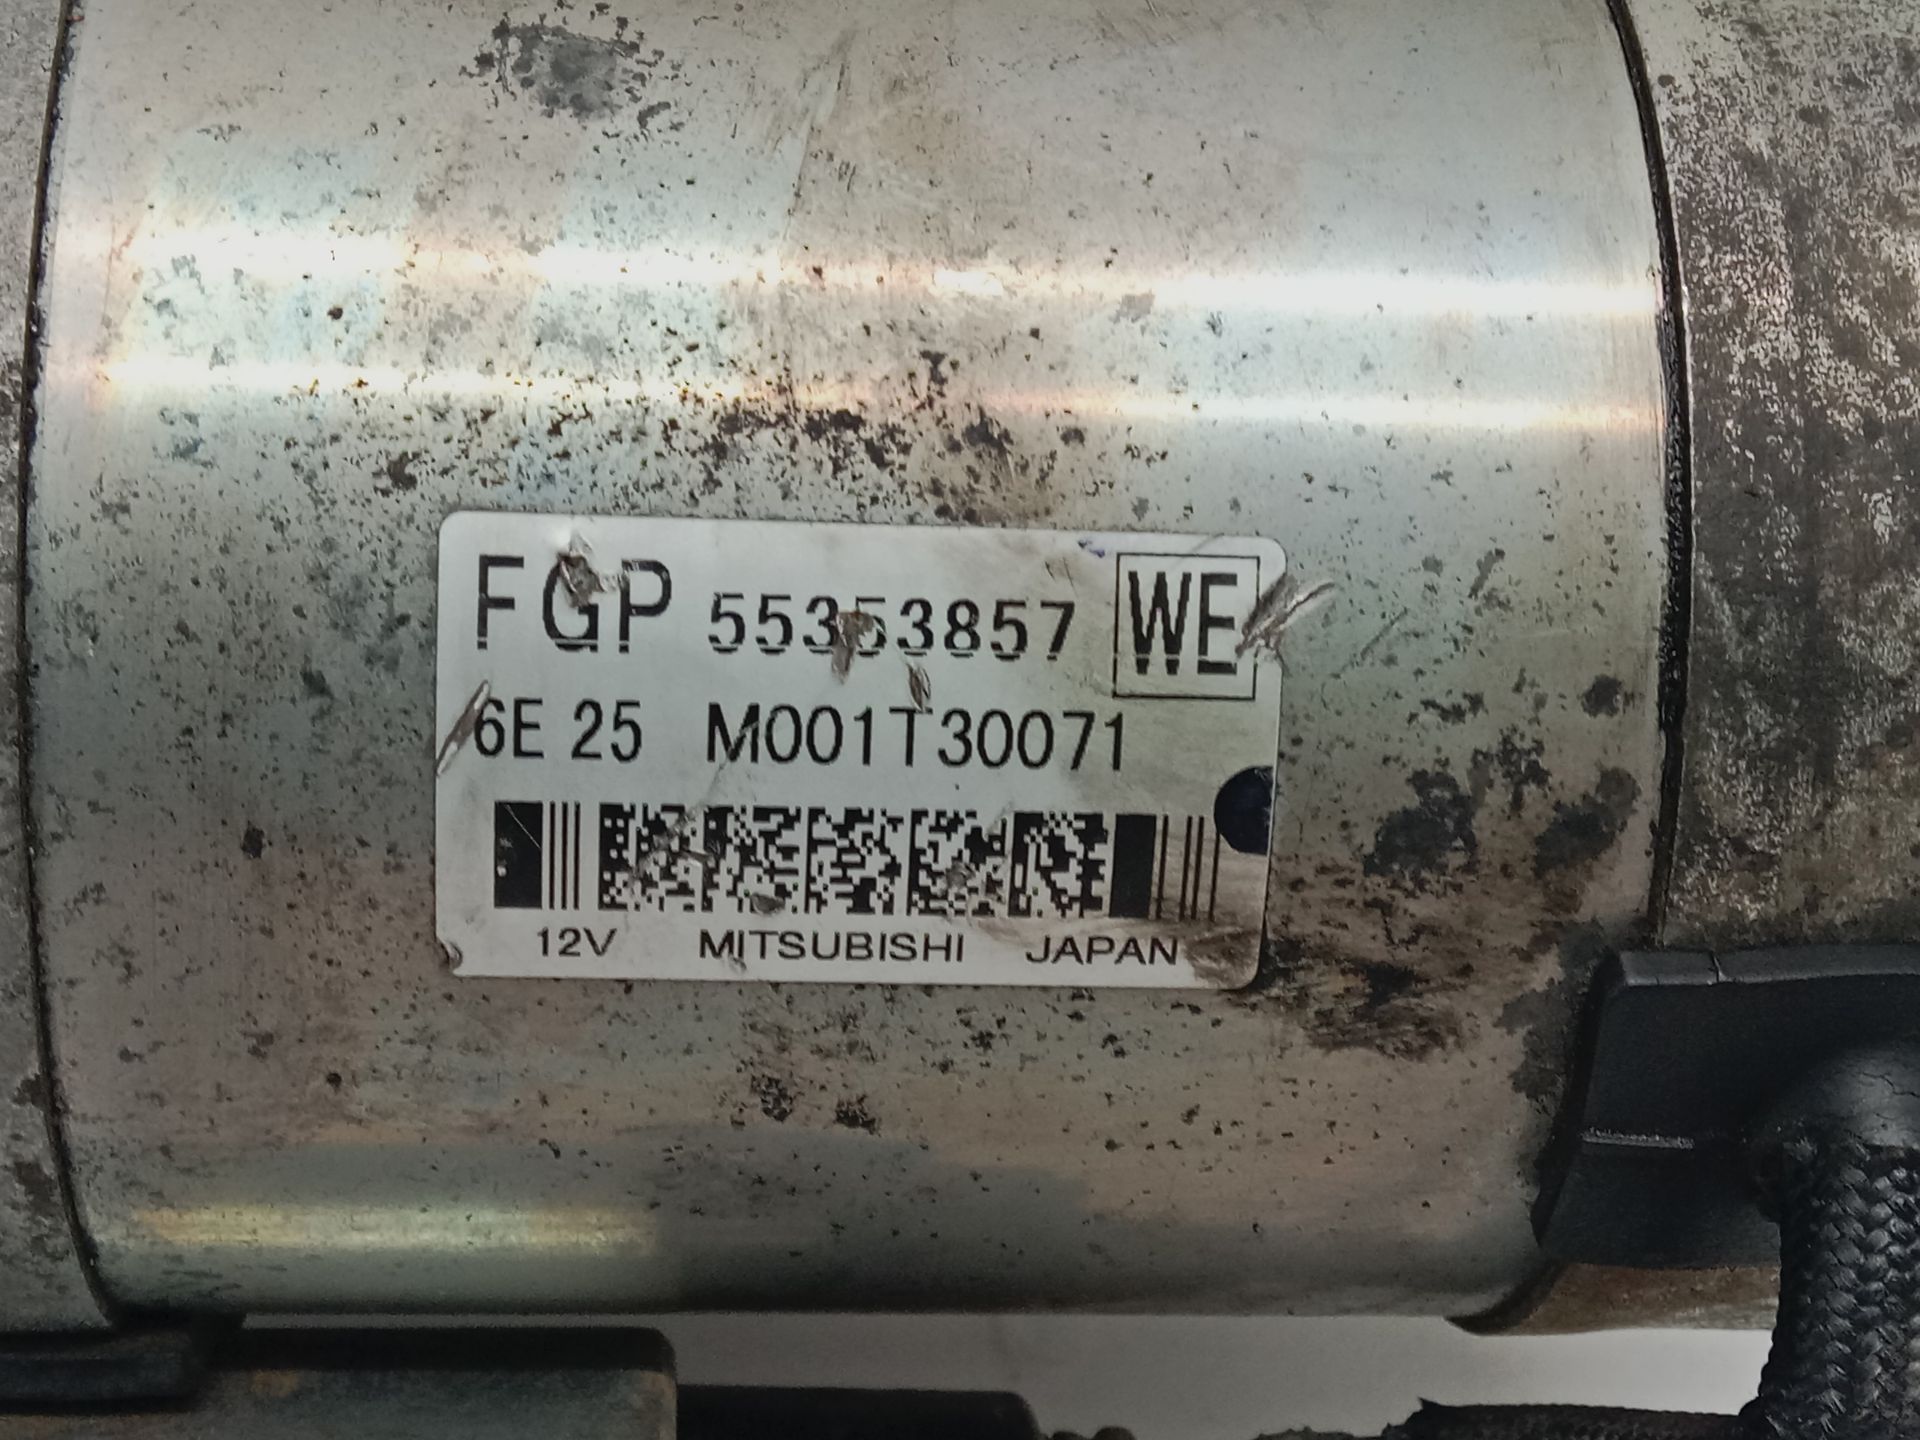 FGP 55353857 WE
6E 25 M001T30071
12V MITSUBISHI JAPAN